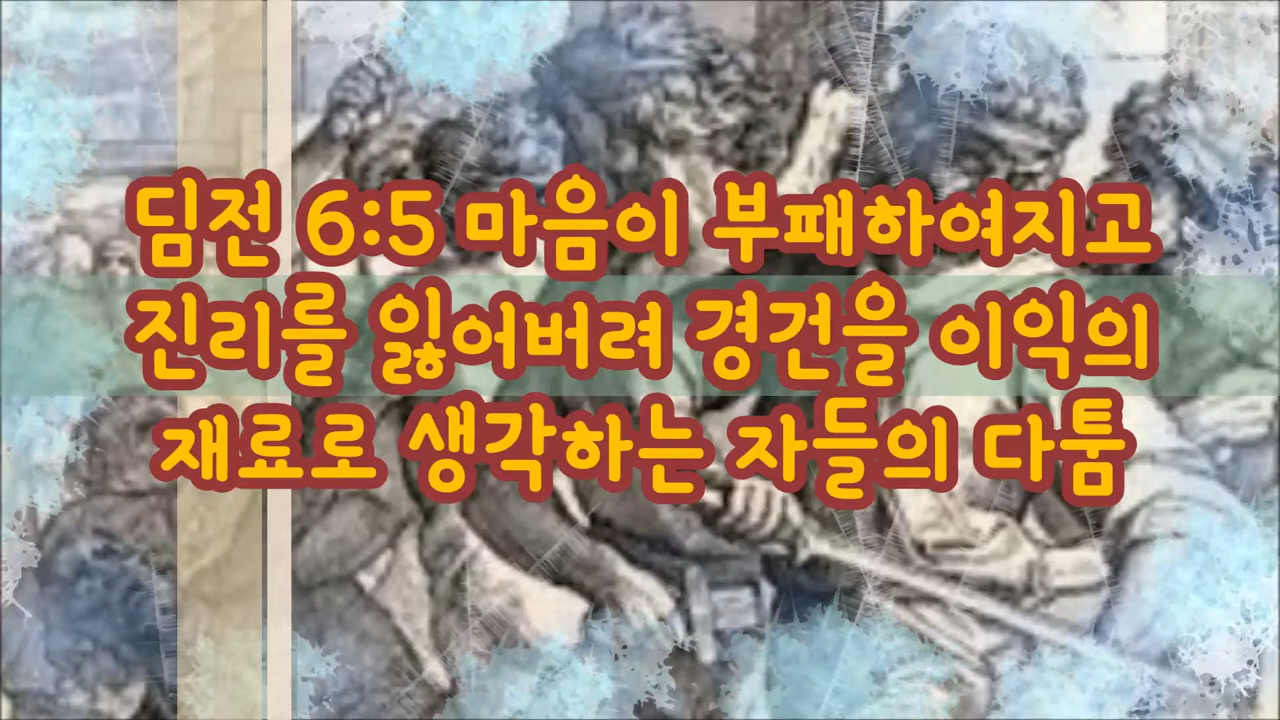 딤전 6:5 마음이 부패하여지고
진리를 잃어버려 경건을 이익의
재료로 생각하는 자들의 다툼